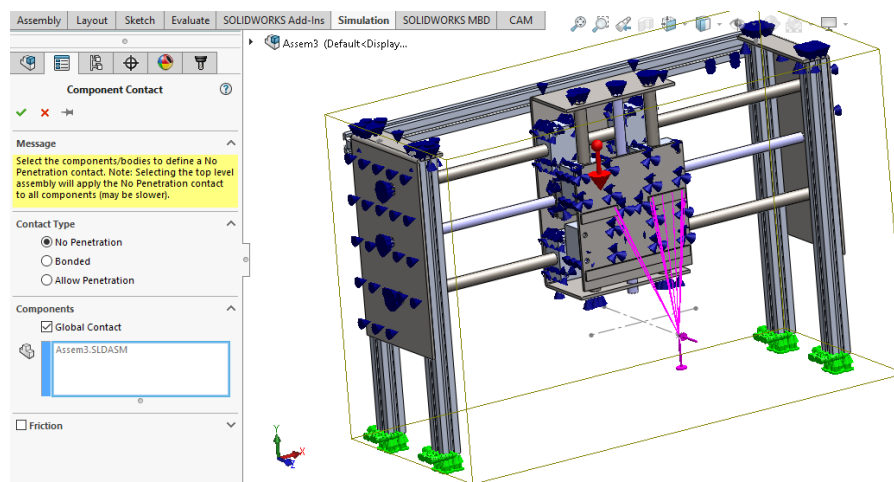 Assembly Layout Sketch Evaluate SOLIDWORKS Add-Ins Simulation SOLIDWORKS MBD CAM
Assem3 (Default<Display...
Component Contact
Message
Select the components/bodies to define a No
Penetration contact. Note: Selecting the top level
assembly will apply the No Penetration contact
to all components (may be slower).
Contact Type
No Penetration
Bonded
Allow Penetration
Components
Global Contact
Assem3.SLDASM
Friction
Y
X
Z